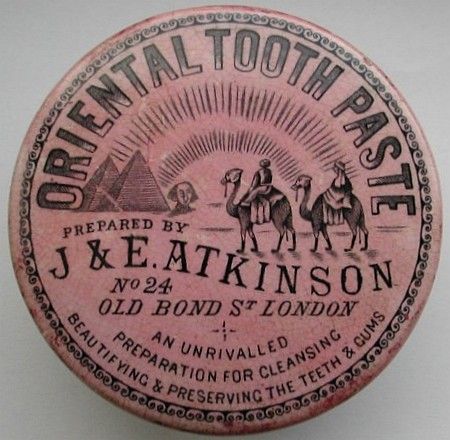 ORIENTAL TOOTH PASTE
PREPARED BY
J & E. ATKINSON
No 24
OLD BOND ST LONDON
AN UNRIVALLED
PREPARATION FOR CLEANSING
BEAUTIFYING & PRESERVING THE TEETH & GUMS